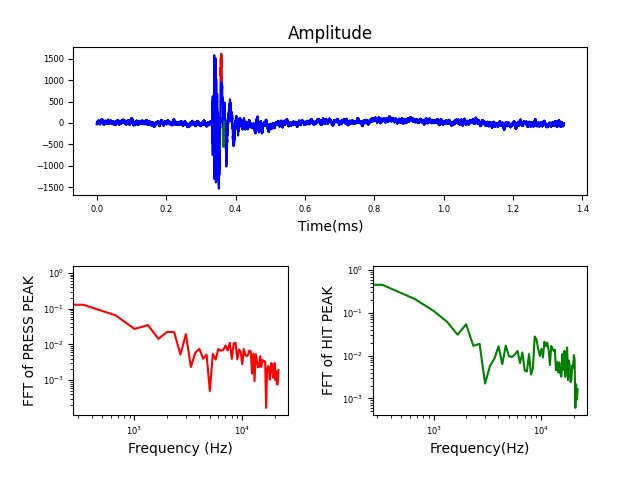 Amplitude
1500
1000
500
0
−500
−1000
−1500
0.0 0.2 0.4 0.6 0.8 1.0 1.2 1.4
Time(ms)
FFT of PRESS PEAK
10⁰
10⁻¹
10⁻²
10⁻³
10³ 10⁴
Frequency (Hz)
FFT of HIT PEAK
10⁰
10⁻¹
10⁻²
10⁻³
10³ 10⁴
Frequency(Hz)